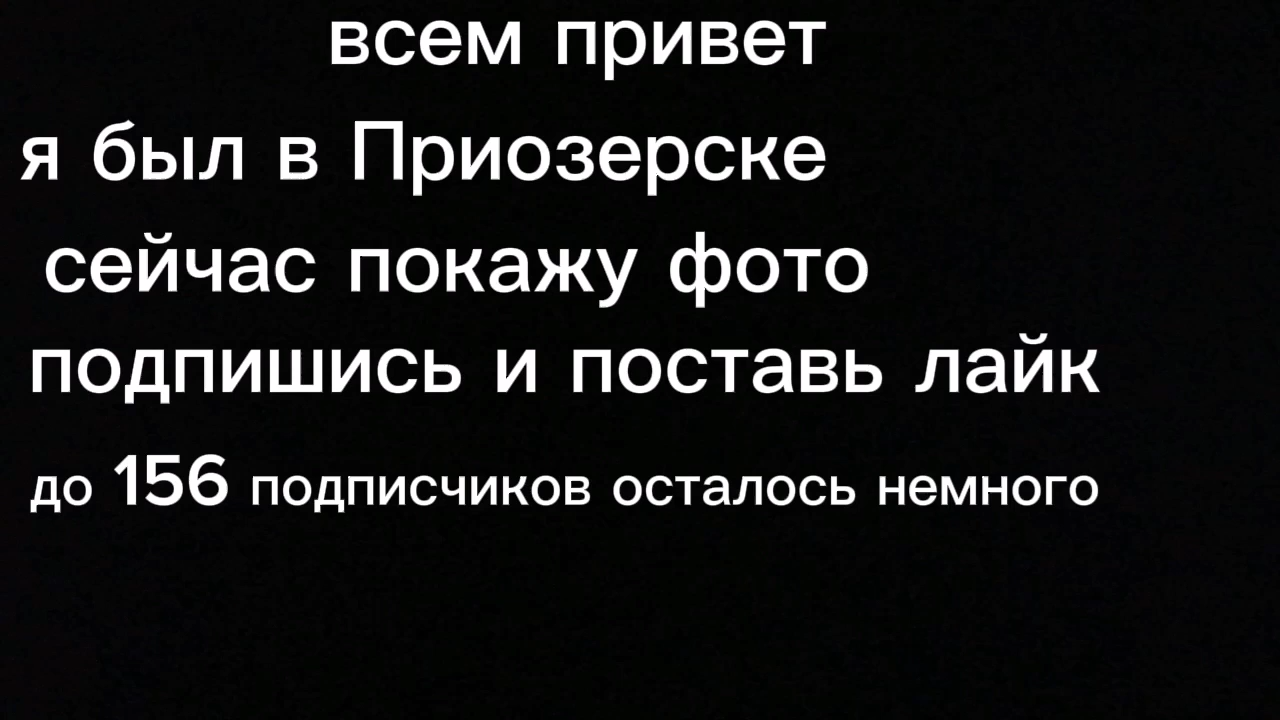 всем привет
я был в Приозерске
сейчас покажу фото
подпишись и поставь лайк
до 156 подписчиков осталось немного